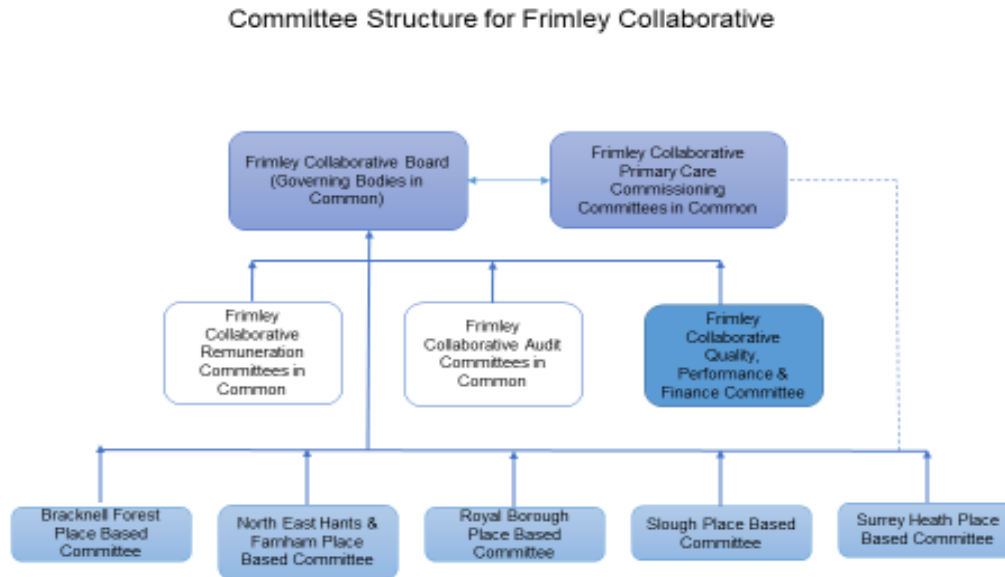 Committee Structure for Frimley Collaborative
Frimley Collaborative Board
(Governing Bodies in
Common)
Frimley Collaborative
Primary Care
Commissioning
Committees in Common
Frimley
Collaborative
Remuneration
Committees in
Common
Frimley
Collaborative Audit
Committees in
Common
Frimley
Collaborative
Quality,
Performance &
Finance Committee
Bracknell Forest
Place Based
Committee
North East Hants &
Farnham Place
Based Committee
Royal Borough
Place Based
Committee
Slough Place Based
Committee
Surrey Heath Place
Based Committee